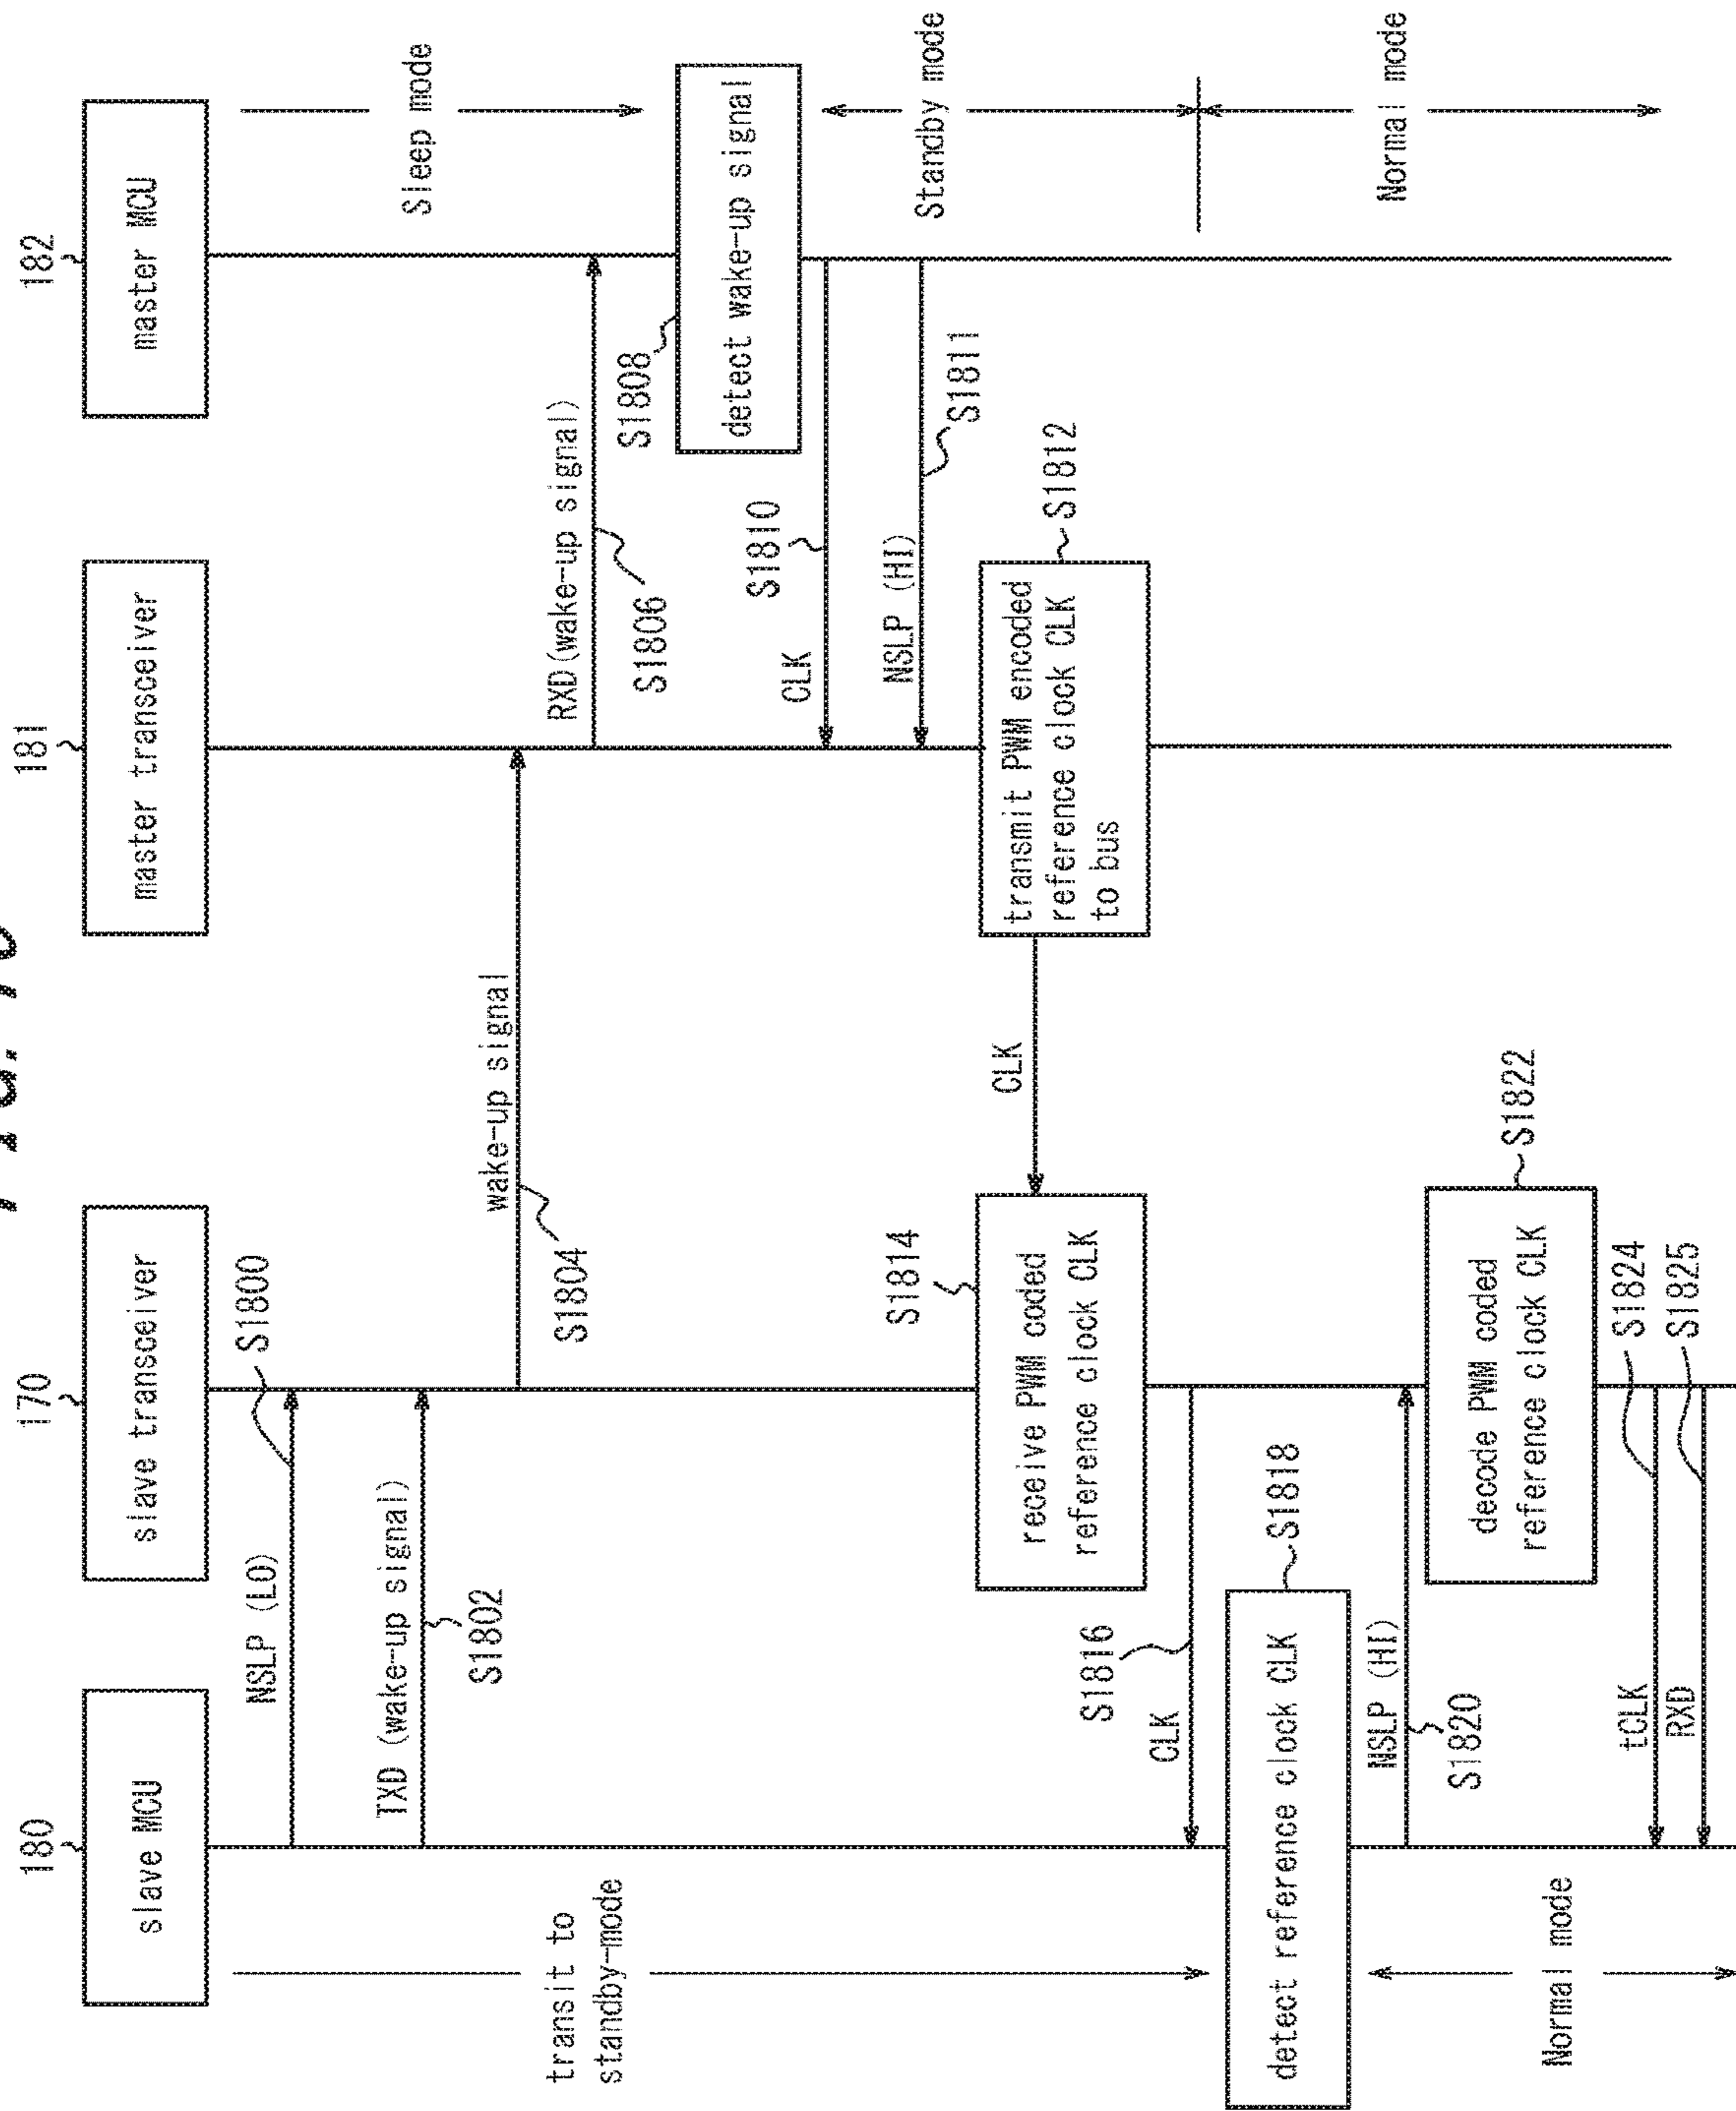 180
slave MCU
170
slave transceiver
181
master transceiver
182
master MCU
NSLP (LO)
S1800
TXD (wake-up signal)
S1802
Sleep mode
wake-up signal
S1804
transit to
standby-mode
RXD(wake-up signal)
S1806
S1808
detect wake-up signal
S1810
CLK
NSLP (HI)
S1811
Standby mode
S1812
transmit PWM encoded
reference clock CLK
to bus
CLK
S1814
receive PWM coded
reference clock CLK
S1816
CLK
detect reference clock CLK
S1818
Normal mode
NSLP (HI)
S1820
S1822
decode PWM coded
reference clock CLK
Normal mode
tCLK
S1824
RXD
S1825